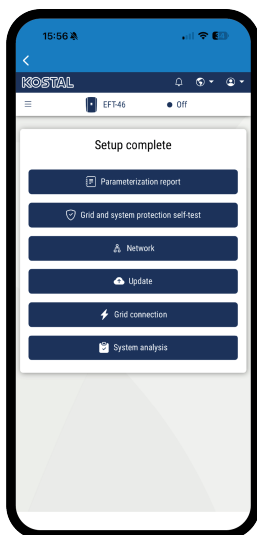 15:56
KOSTAL
EFT-46 Off
Setup complete
Parameterization report
Grid and system protection self-test
Network
Update
Grid connection
System analysis